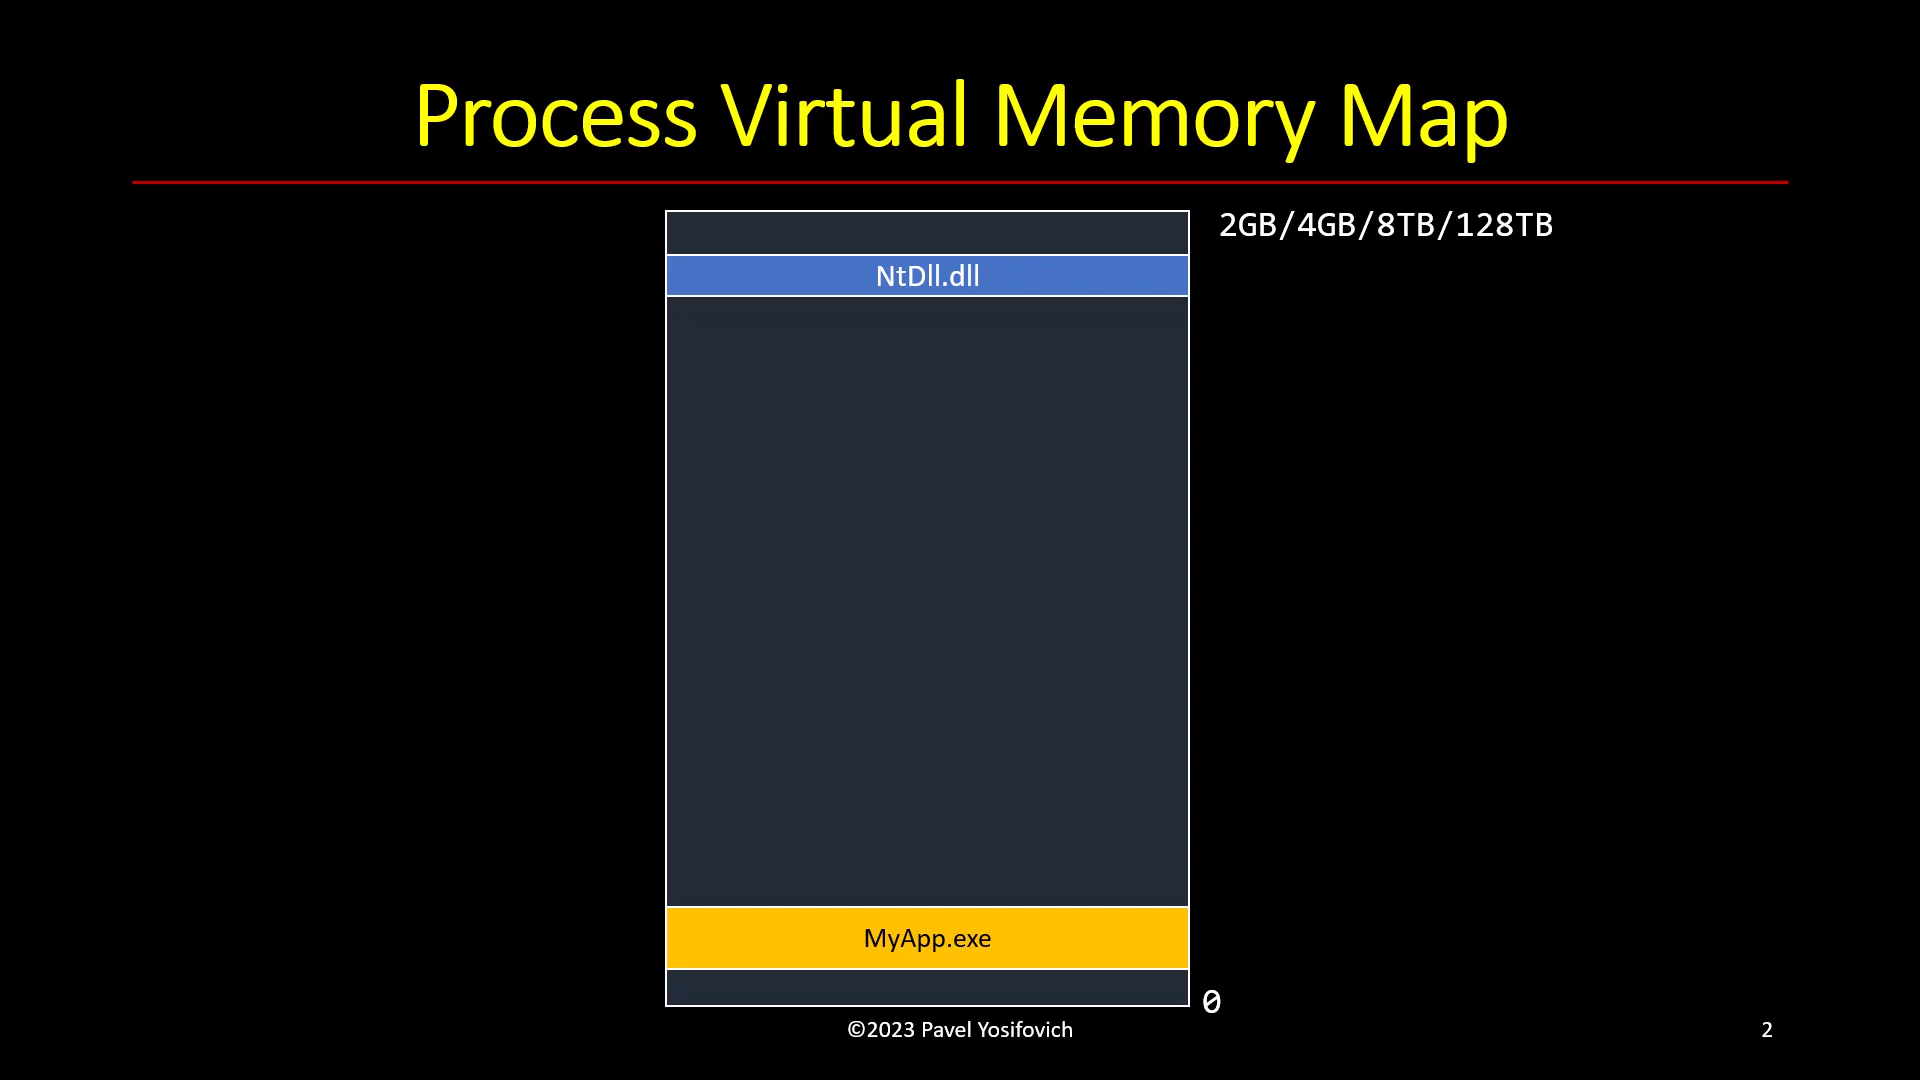 Process Virtual Memory Map
2GB/4GB/8TB/128TB
NtDll.dll
MyApp.exe
0
©2023 Pavel Yosifovich
2